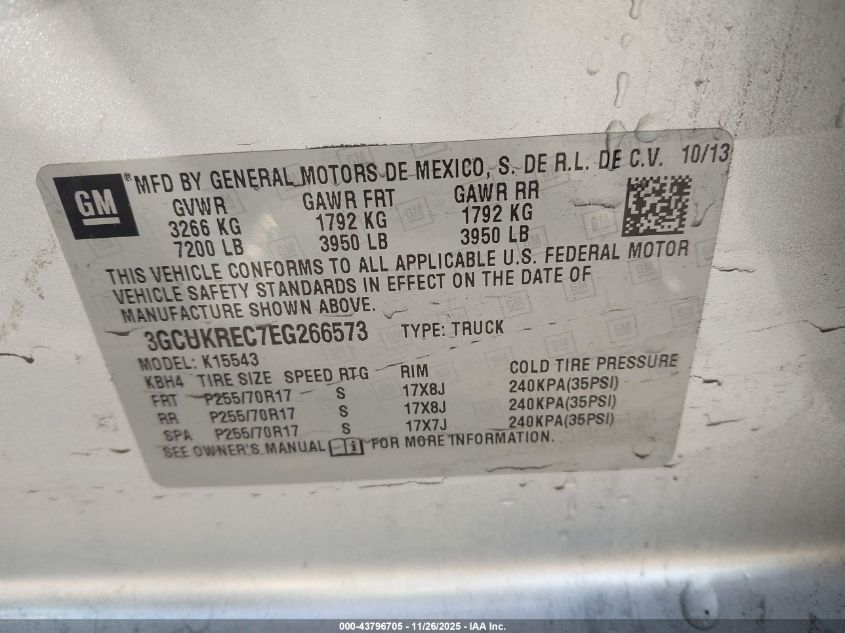 GM ® MFD BY GENERAL MOTORS DE MEXICO, S. DE R.L. DE C.V. 10/13
GVWR GAWR FRT GAWR RR
3266 KG 1792 KG 1792 KG
7200 LB 3950 LB 3950 LB
THIS VEHICLE CONFORMS TO ALL APPLICABLE U.S. FEDERAL MOTOR
VEHICLE SAFETY STANDARDS IN EFFECT ON THE DATE OF
MANUFACTURE SHOWN ABOVE.
3GCUKREC7EG266573 TYPE: TRUCK
MODEL: K15543
KBH4 TIRE SIZE SPEED RTG RIM COLD TIRE PRESSURE
FRT P255/70R17 S 17X8J 240KPA(35PSI)
RR P255/70R17 S 17X8J 240KPA(35PSI)
SPA P255/70R17 S 17X7J 240KPA(35PSI)
SEE OWNER'S MANUAL FOR MORE INFORMATION.
000-43796705 - 11/26/2025 - IAA Inc.